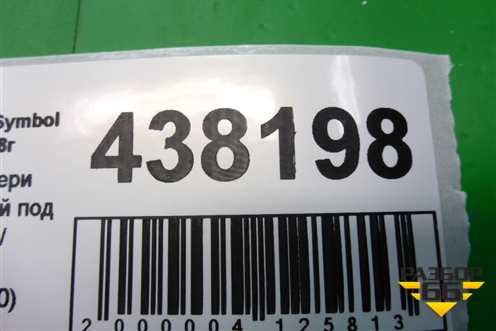 Symbol
8г
438198
ери
й под
/
0)
2000004125813
РАЗБОР
66